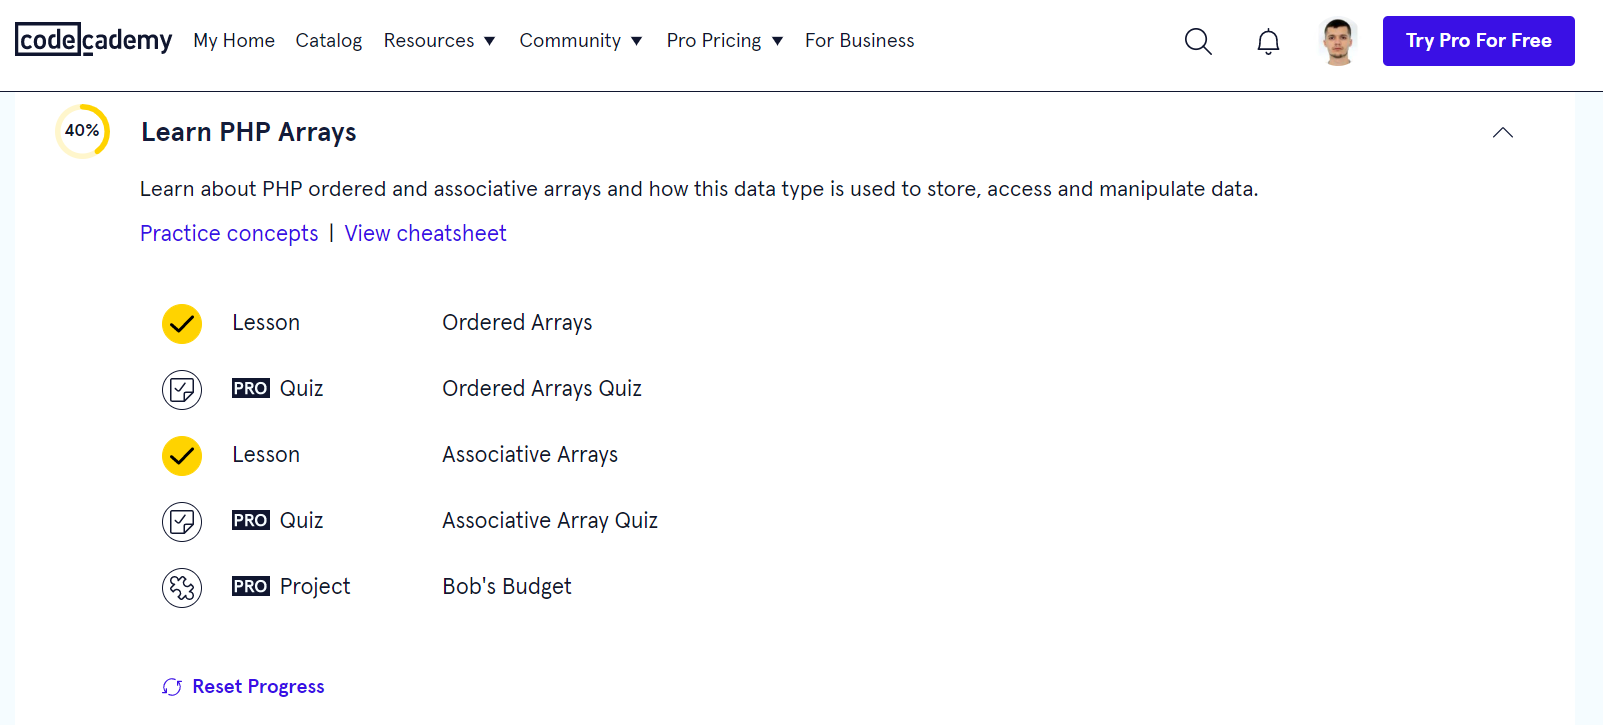 codecademy My Home Catalog Resources ▼ Community ▼ Pro Pricing ▼ For Business Try Pro For Free
40% Learn PHP Arrays
Learn about PHP ordered and associative arrays and how this data type is used to store, access and manipulate data.
Practice concepts | View cheatsheet
Lesson Ordered Arrays
PRO Quiz Ordered Arrays Quiz
Lesson Associative Arrays
PRO Quiz Associative Array Quiz
PRO Project Bob's Budget
Reset Progress